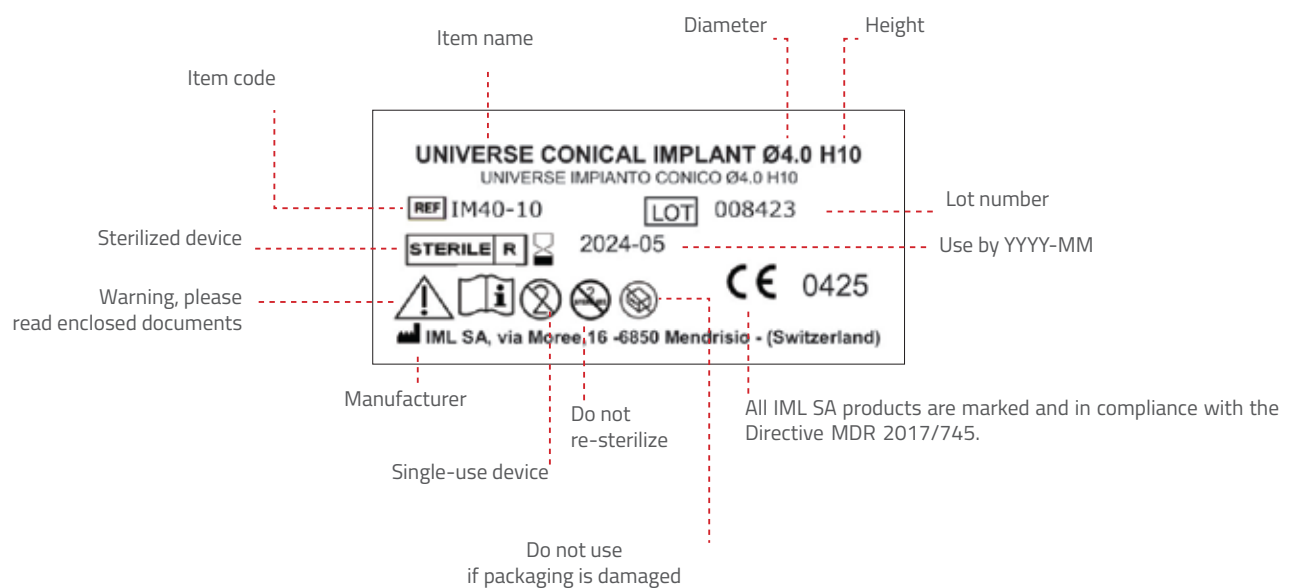 Diameter
Height
Item name
Item code
UNIVERSE CONICAL IMPLANT Ø4.0 H10
UNIVERSE IMPIANTO CONICO Ø4.0 H10
REF IM40-10
LOT 008423
Lot number
Sterilized device
STERILE R
2024-05
Use by YYYY-MM
Warning, please
read enclosed documents
i
2
CE 0425
IML SA, via Moree,16 -6850 Mendrisio - (Switzerland)
Manufacturer
Do not
re-sterilize
All IML SA products are marked and in compliance with the
Directive MDR 2017/745.
Single-use device
Do not use
if packaging is damaged